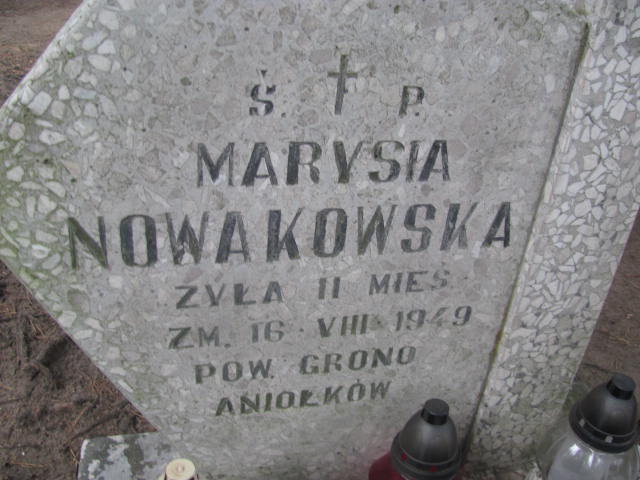 Ś. P.
MARYSIA
NOWAKOWSKA
ŻYŁA 11 MIES.
ZM. 16 · VIII · 1949
POW. GRONO
ANIOŁKÓW